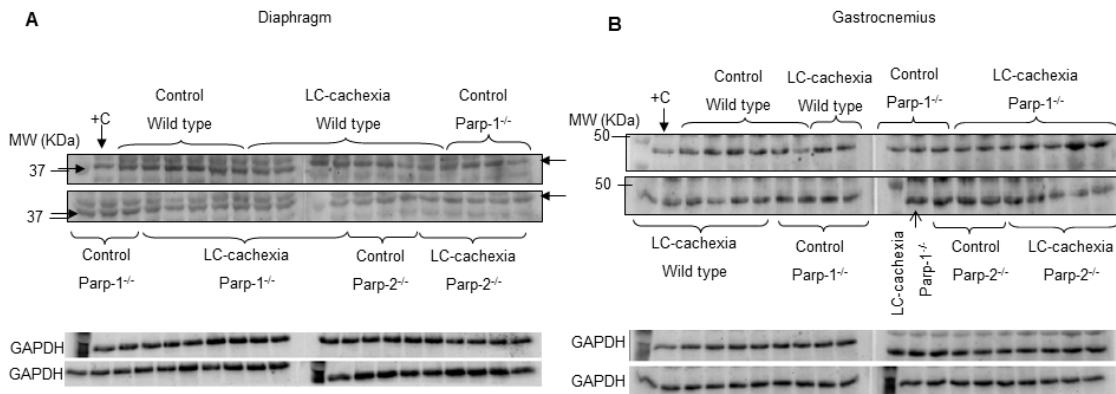 A
Diaphragm
Control
Wild type
LC-cachexia
Wild type
Control
Parp-1-/-
+C
MW (KDa)
37
37
Control
Parp-1-/-
LC-cachexia
Parp-1-/-
Control
Parp-2-/-
LC-cachexia
Parp-2-/-
GAPDH
GAPDH
B
Gastrocnemius
Control
Wild type
LC-cachexia
Wild type
Control
Parp-1-/-
LC-cachexia
Parp-1-/-
+C
MW (KDa)
50
50
LC-cachexia
Wild type
Control
Parp-1-/-
LC-cachexia
Parp-1-/-
Control
Parp-2-/-
LC-cachexia
Parp-2-/-
GAPDH
GAPDH